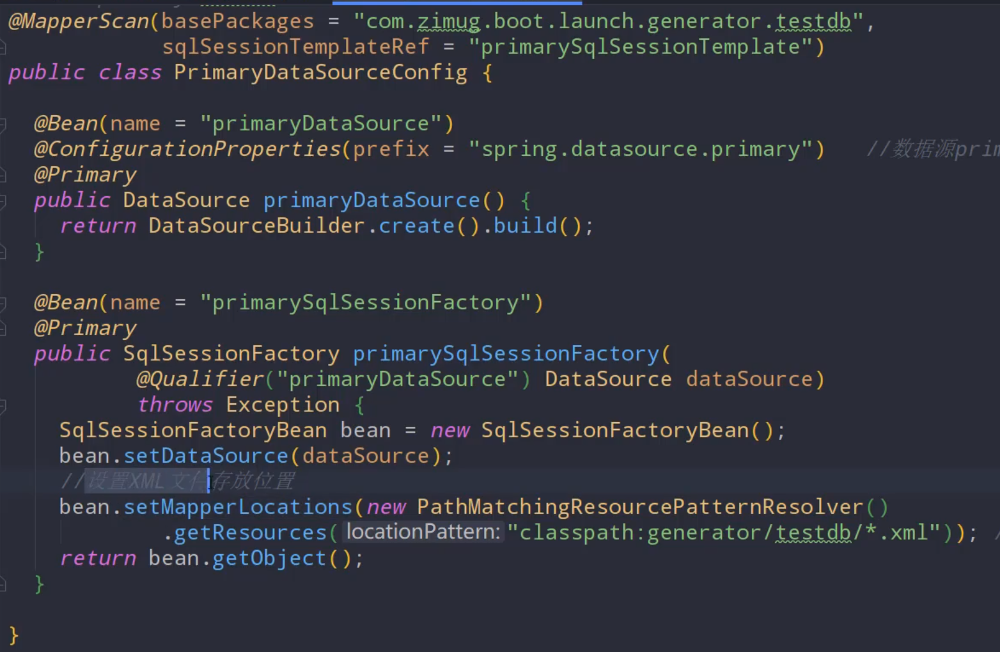 @MapperScan(basePackages = "com.zimug.boot.launch.generator.testdb",
sqlSessionTemplateRef = "primarySqlSessionTemplate")
public class PrimaryDataSourceConfig {
@Bean(name = "primaryDataSource")
@ConfigurationProperties(prefix = "spring.datasource.primary") //数据源prim
@Primary
public DataSource primaryDataSource() {
return DataSourceBuilder.create().build();
}
@Bean(name = "primarySqlSessionFactory")
@Primary
public SqlSessionFactory primarySqlSessionFactory(
@Qualifier("primaryDataSource") DataSource dataSource)
throws Exception {
SqlSessionFactoryBean bean = new SqlSessionFactoryBean();
bean.setDataSource(dataSource);
//设置XML文件存放位置
bean.setMapperLocations(new PathMatchingResourcePatternResolver()
.getResources( locationPattern: "classpath:generator/testdb/*.xml"));
return bean.getObject();
}
}